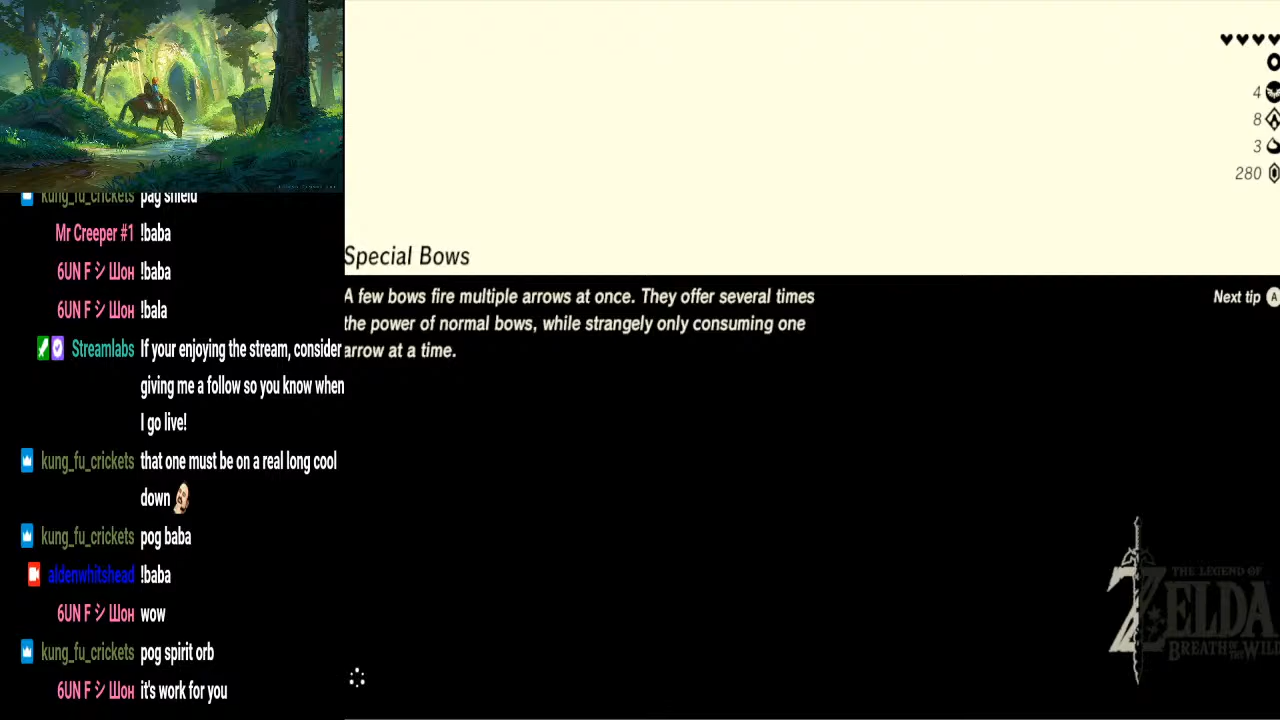 kung_fu_crickets pag shield
Mr Creeper #1 !baba
6UN F シ Шон !baba
6UN F シ Шон !bala
Streamlabs If your enjoying the stream, consider
giving me a follow so you know when
I go live!
kung_fu_crickets that one must be on a real long cool
down
kung_fu_crickets pog baba
aldenwhitshead !baba
6UN F シ Шон wow
kung_fu_crickets pog spirit orb
6UN F シ Шон it's work for you
4
8
3
280
Special Bows
A few bows fire multiple arrows at once. They offer several times
the power of normal bows, while strangely only consuming one
arrow at a time.
Next tip A
THE LEGEND OF
ZELDA
BREATH OF THE WILD